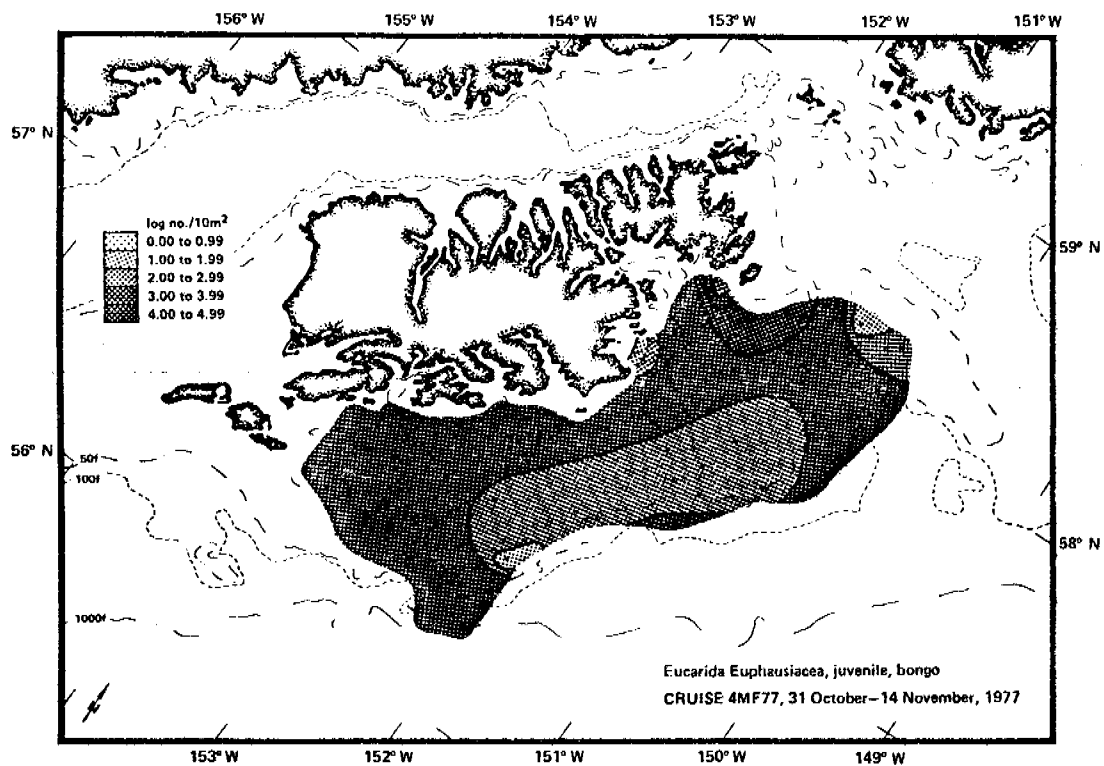 156° W 155° W 154° W 153° W 152° W 151° W
57° N
log no./10m²
0.00 to 0.99
1.00 to 1.99
2.00 to 2.99
3.00 to 3.99
4.00 to 4.99
59° N
56° N
50f
100f
58° N
1000f
Eucarida Euphausiacea, juvenile, bongo
CRUISE 4MF77, 31 October–14 November, 1977
153° W 152° W 151° W 150° W 149° W